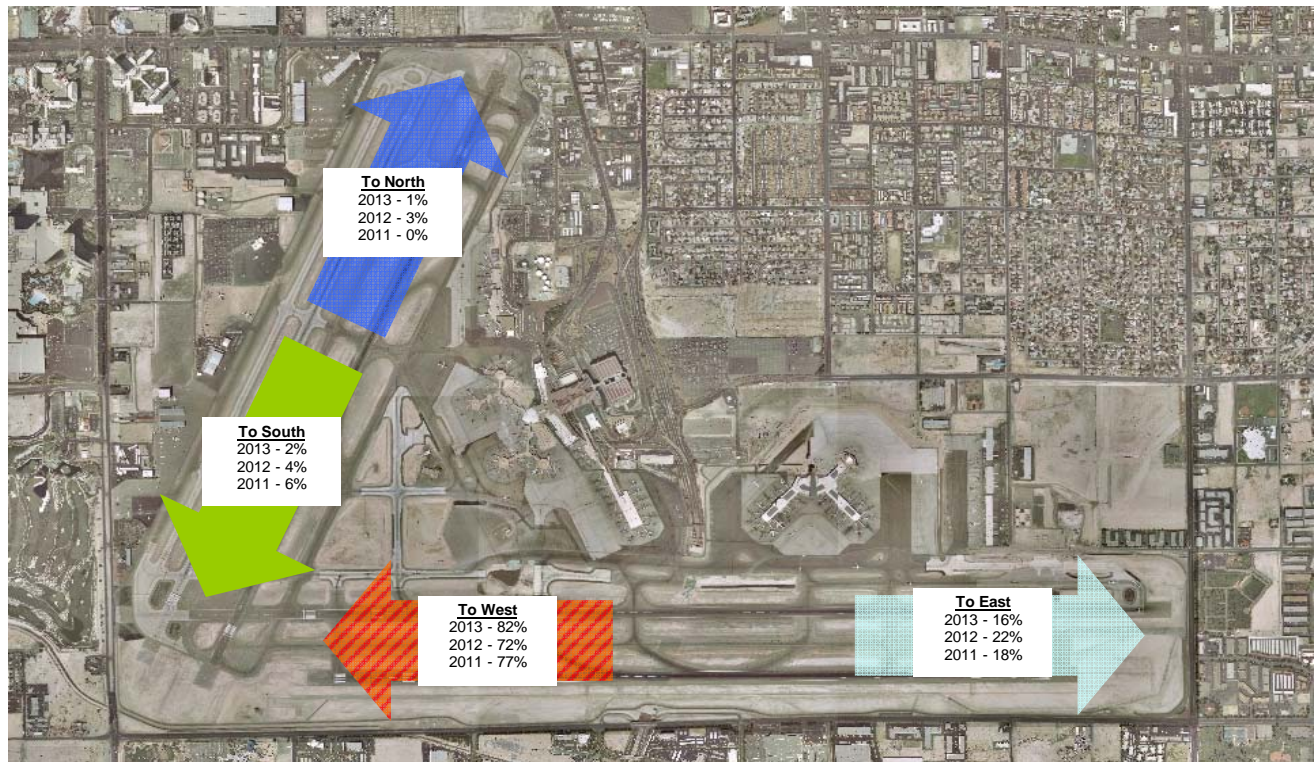 To North
2013 - 1%
2012 - 3%
2011 - 0%
To South
2013 - 2%
2012 - 4%
2011 - 6%
To West
2013 - 82%
2012 - 72%
2011 - 77%
To East
2013 - 16%
2012 - 22%
2011 - 18%